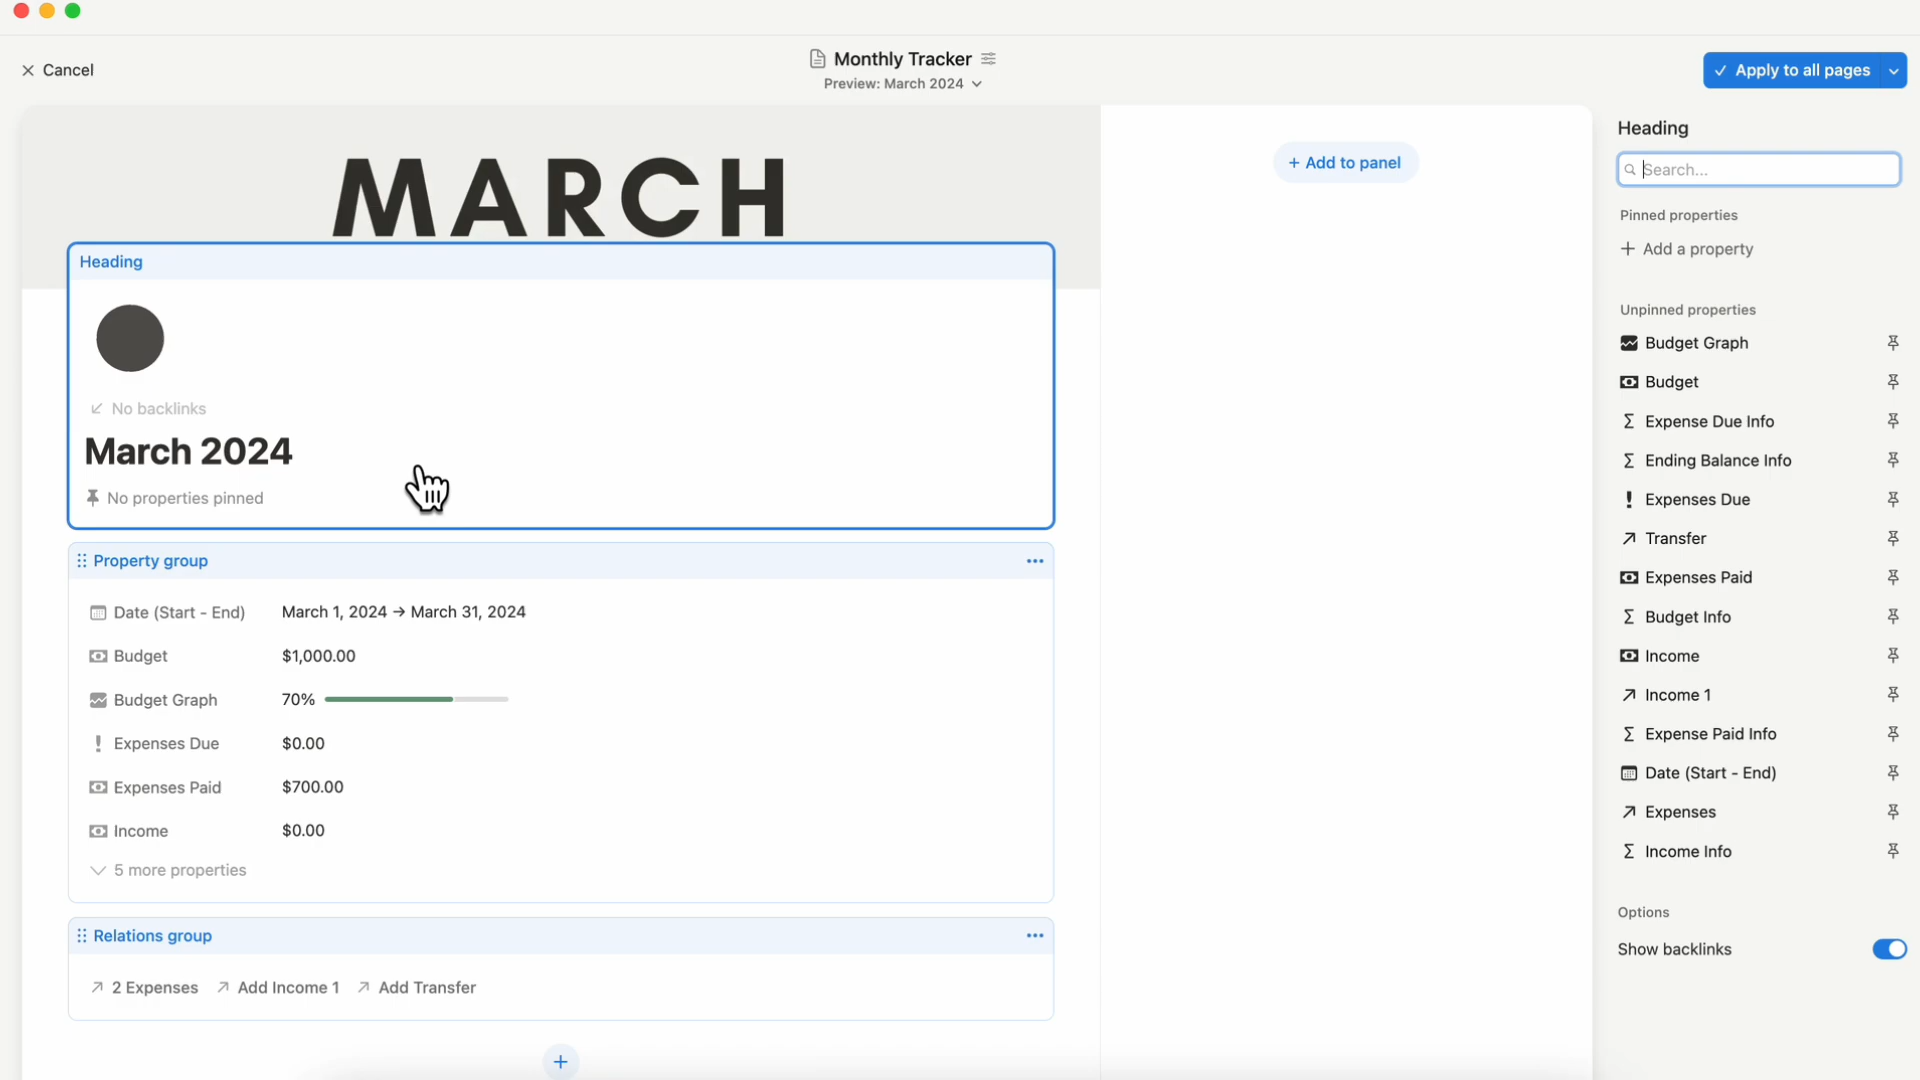 Cancel
Monthly Tracker
Preview: March 2024
Apply to all pages
MARCH
Heading
No backlinks
March 2024
No properties pinned
Property group
Date (Start - End) March 1, 2024 → March 31, 2024
Budget $1,000.00
Budget Graph 70%
Expenses Due $0.00
Expenses Paid $700.00
Income $0.00
5 more properties
Relations group
2 Expenses Add Income 1 Add Transfer
+ Add to panel
Heading
Search...
Pinned properties
+ Add a property
Unpinned properties
Budget Graph
Budget
Σ Expense Due Info
Σ Ending Balance Info
Expenses Due
Transfer
Expenses Paid
Σ Budget Info
Income
Income 1
Σ Expense Paid Info
Date (Start - End)
Expenses
Σ Income Info
Options
Show backlinks